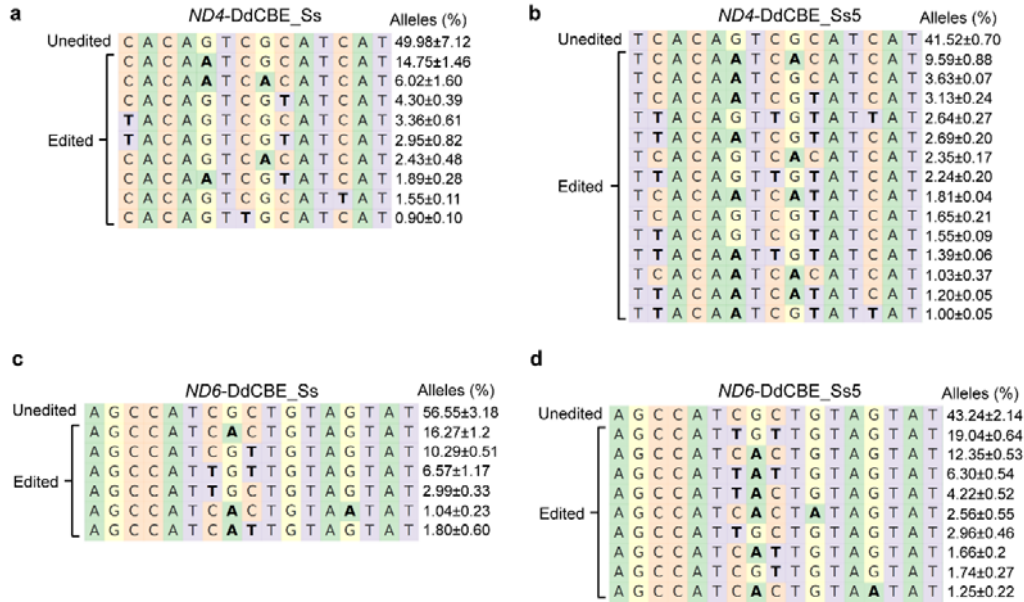 a
ND4-DdCBE_Ss
Alleles (%)
Unedited C A C A G T C G C A T C A T 49.98±7.12
C A C A A T C G C A T C A T 14.75±1.46
C A C A A T C A C A T C A T 6.02±1.60
C A C A G T C G T A T C A T 4.30±0.39
T A C A G T C G C A T C A T 3.36±0.61
Edited T A C A G T C G T A T C A T 2.95±0.82
C A C A G T C A C A T C A T 2.43±0.48
C A C A A T C G T A T C A T 1.89±0.28
C A C A G T C G C A T T A T 1.55±0.11
C A C A G T T G C A T C A T 0.90±0.10
b
ND4-DdCBE_Ss5
Alleles (%)
Unedited T C A C A G T C G C A T C A T 41.52±0.70
T C A C A A T C A C A T C A T 9.59±0.88
T C A C A A T C G C A T C A T 3.63±0.07
T C A C A A T C G T A T C A T 3.13±0.24
T T A C A G T T G T A T T A T 2.64±0.27
T T A C A A T C G T A T C A T 2.69±0.20
T C A C A G T C A C A T C A T 2.35±0.17
Edited T T A C A G T T G T A T C A T 2.24±0.20
T C A C A A T C A T A T C A T 1.81±0.04
T C A C A G T C G T A T C A T 1.65±0.21
T T A C A G T C G T A T C A T 1.55±0.09
T T A C A A T T G T A T C A T 1.39±0.06
T C A C A A T C A C A T C A T 1.03±0.37
T T A C A A T C A T A T C A T 1.20±0.05
T T A C A A T C G T A T T A T 1.00±0.05
c
ND6-DdCBE_Ss
Alleles (%)
Unedited A G C C A T C G C T G T A G T A T 56.55±3.18
A G C C A T C A C T G T A G T A T 16.27±1.2
A G C C A T C G T T G T A G T A T 10.29±0.51
Edited A G C C A T T G T T G T A G T A T 6.57±1.17
A G C C A T T G C T G T A G T A T 2.99±0.33
A G C C A T C A C T G T A A T A T 1.04±0.23
A G C C A T C A T T G T A G T A T 1.80±0.60
d
ND6-DdCBE_Ss5
Alleles (%)
Unedited A G C C A T C G C T G T A G T A T 43.24±2.14
A G C C A T T G T T G T A G T A T 19.04±0.64
A G C C A T C A C T G T A G T A T 12.35±0.53
A G C C A T T A T T G T A G T A T 6.30±0.54
A G C C A T T A C T G T A G T A T 4.22±0.52
Edited A G C C A T C A C T A T A G T A T 2.56±0.55
A G C C A T T G C T G T A G T A T 2.96±0.46
A G C C A T C A T T G T A G T A T 1.66±0.2
A G C C A T C G T T G T A G T A T 1.74±0.27
A G C C A T C A C T G T A A T A T 1.25±0.22